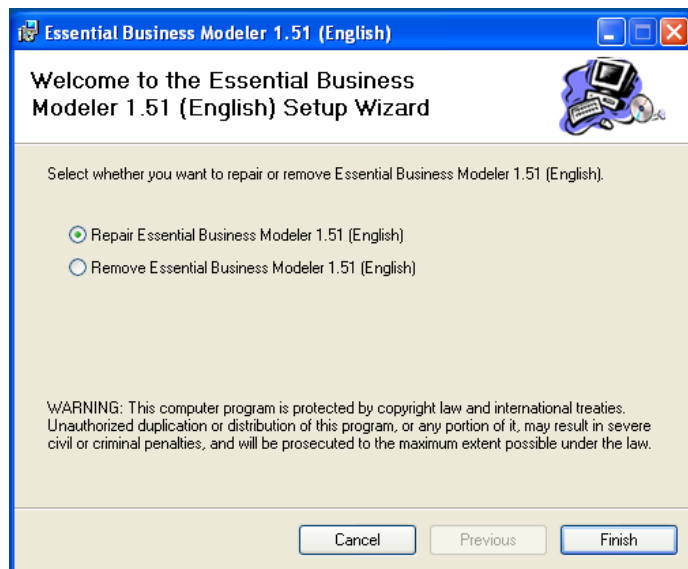 Essential Business Modeler 1.51 (English)
Welcome to the Essential Business
Modeler 1.51 (English) Setup Wizard
Select whether you want to repair or remove Essential Business Modeler 1.51 (English).
Repair Essential Business Modeler 1.51 (English)
Remove Essential Business Modeler 1.51 (English)
WARNING: This computer program is protected by copyright law and international treaties.
Unauthorized duplication or distribution of this program, or any portion of it, may result in severe
civil or criminal penalties, and will be prosecuted to the maximum extent possible under the law.
Cancel
Previous
Finish